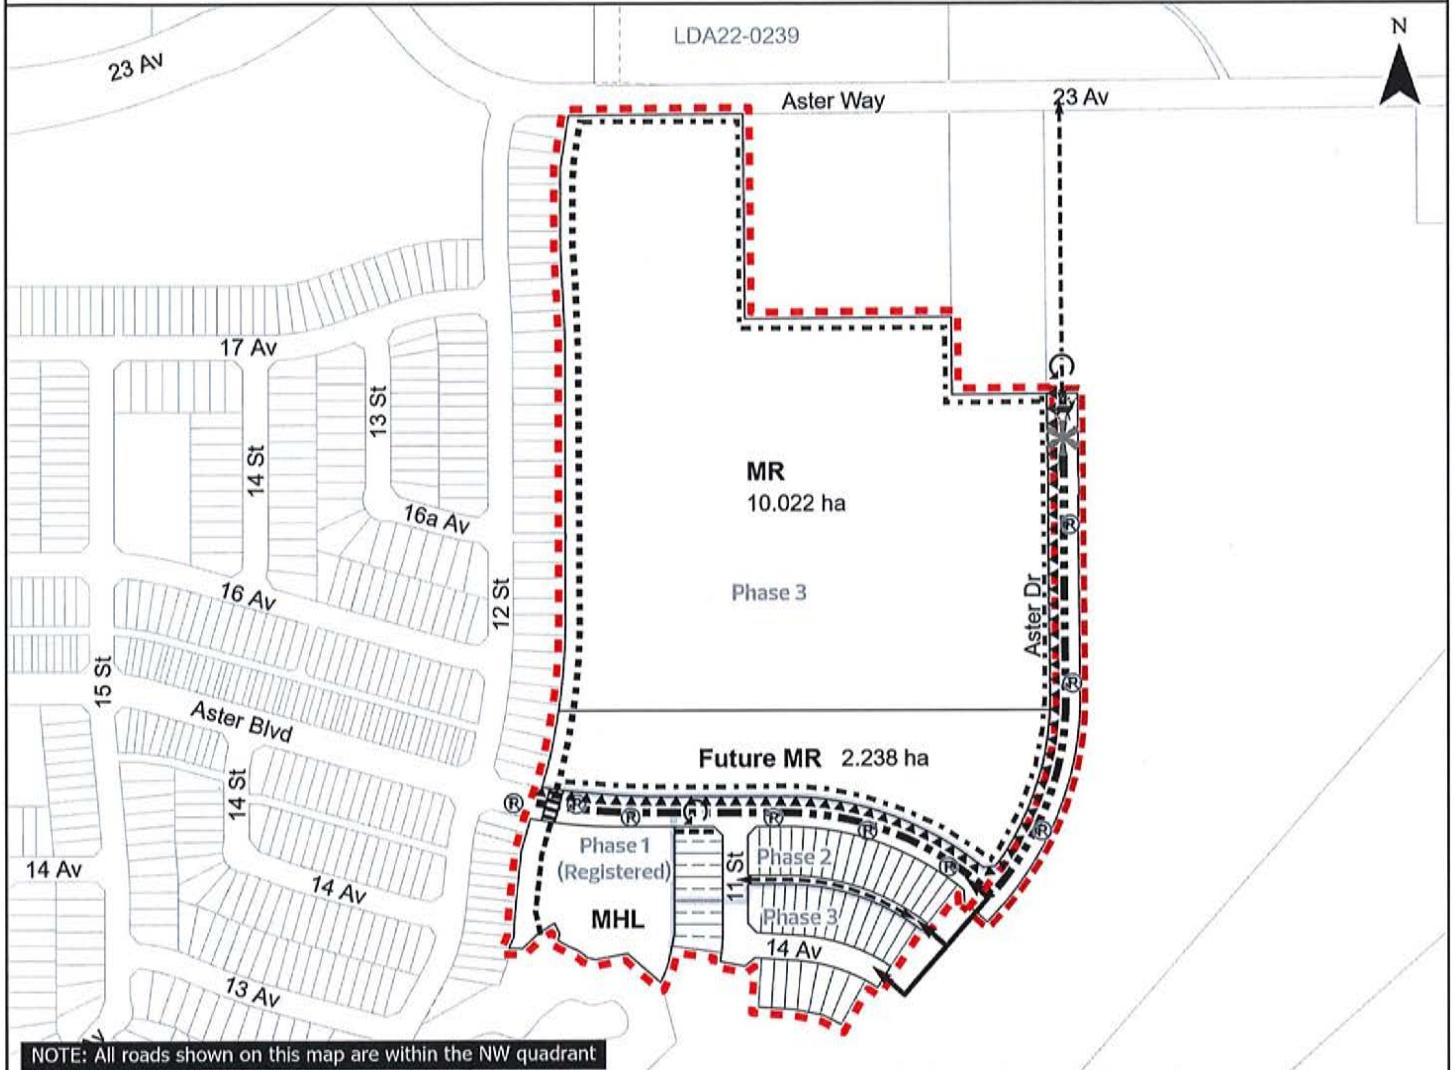 LDA22-0239
N
23 Av
Aster Way
23 Av
17 Av
13 St
14 St
MR
10.022 ha
16a Av
Phase 3
16 Av
12 St
Aster Dr
15 St
Aster Blvd
Future MR 2.238 ha
14 St
R
R
R
R
R
R
R
R
R
Phase 1
(Registered)
Phase 2
11 St
14 Av
14 Av
MHL
Phase 3
14 Av
13 Av
NOTE: All roads shown on this map are within the NW quadrant